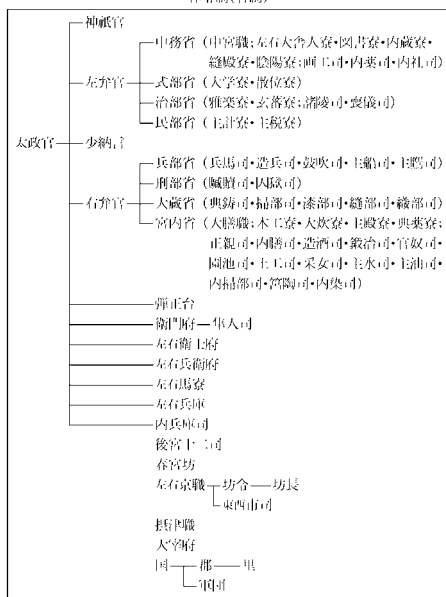 神祇官
中務省（中宮職；左右大舎人寮・図書寮・内蔵寮・
縫殿寮・陰陽寮；画工司・内薬司・内礼司）
左弁官
式部省（大学寮・散位寮）
治部省（雅楽寮・玄蕃寮；諸陵司・喪儀司）
民部省（主計寮・主税寮）
太政官
少納言
兵部省（兵馬司・造兵司・鼓吹司・主船司・主鷹司）
刑部省（贓贖司・囚獄司）
右弁官
大蔵省（典鋳司・掃部司・漆部司・縫部司・織部司）
宮内省（大膳職；木工寮・大炊寮・主殿寮・典薬寮；
正親司・内膳司・造酒司・鍛冶司・官奴司・
園池司・土工司・采女司・主水司・主油司・
内掃部司・筥陶司・内染司）
弾正台
衛門府 隼人司
左右衛士府
左右兵衛府
左右馬寮
左右兵庫
内兵庫司
後宮十二司
春宮坊
左右京職 坊令 坊長
東西市司
摂津職
大宰府
国 郡 里
軍団